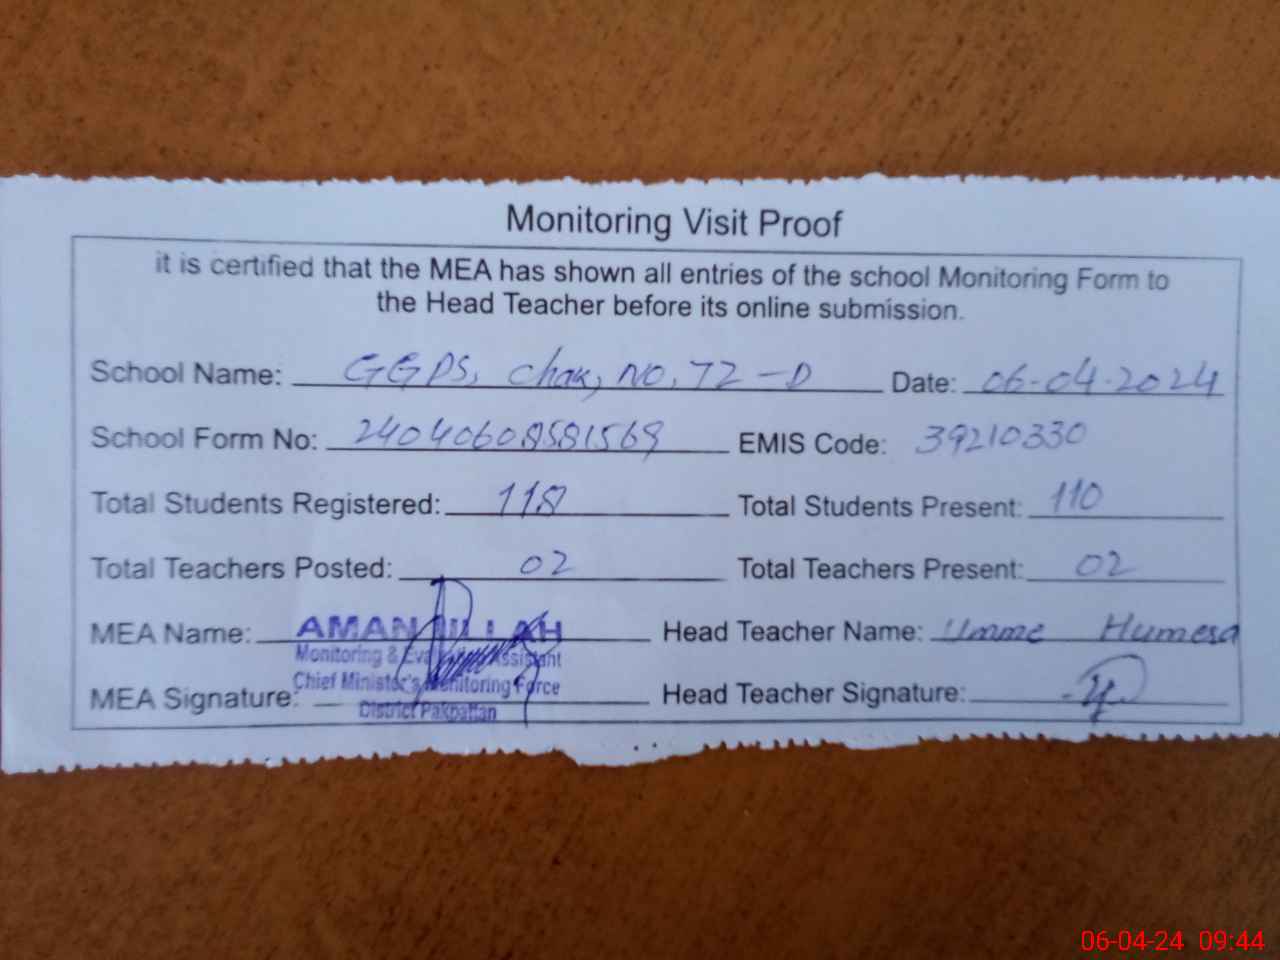 Monitoring Visit Proof
it is certified that the MEA has shown all entries of the school Monitoring Form to
the Head Teacher before its online submission.
School Name: GGPS, Chak, NO, 72-D Date: 06-04-2024
School Form No: 24040608581569 EMIS Code: 39210330
Total Students Registered: 118 Total Students Present: 110
Total Teachers Posted: 02 Total Teachers Present: 02
MEA Name: AMAN ULLAH Head Teacher Name: Umme Humera
Monitoring & Evaluation Assistant
Chief Minister's Monitoring Force
MEA Signature: Head Teacher Signature:
District Pakpattan
06-04-24 09:44